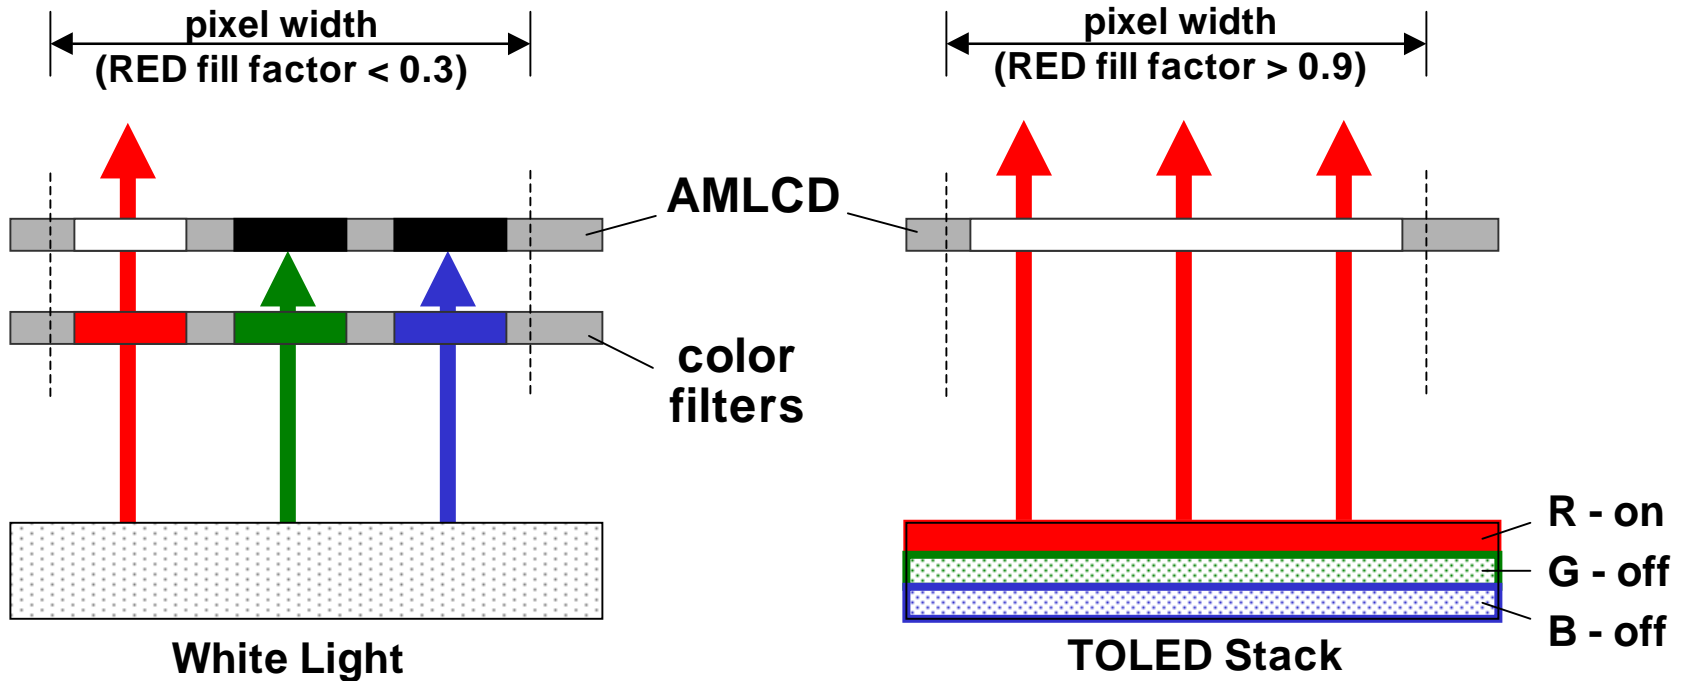 pixel width
(RED fill factor < 0.3)
pixel width
(RED fill factor > 0.9)
AMLCD
color
filters
R - on
G - off
B - off
White Light
TOLED Stack